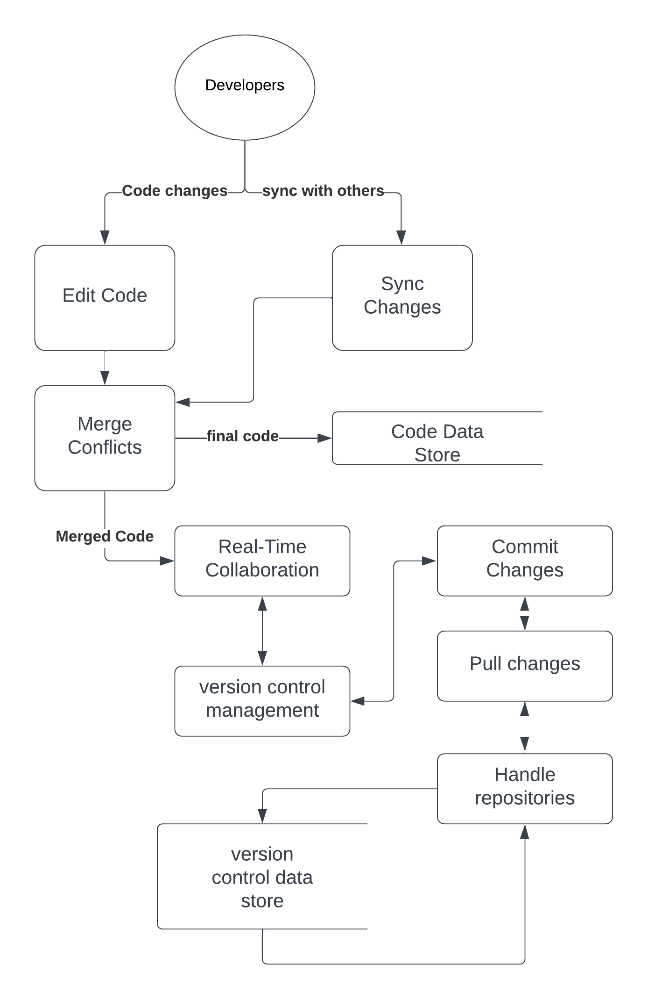 Developers
Code changes
sync with others
Edit Code
Sync
Changes
Merge
Conflicts
final code
Code Data
Store
Merged Code
Real-Time
Collaboration
Commit
Changes
Pull changes
version control
management
Handle
repositories
version
control data
store